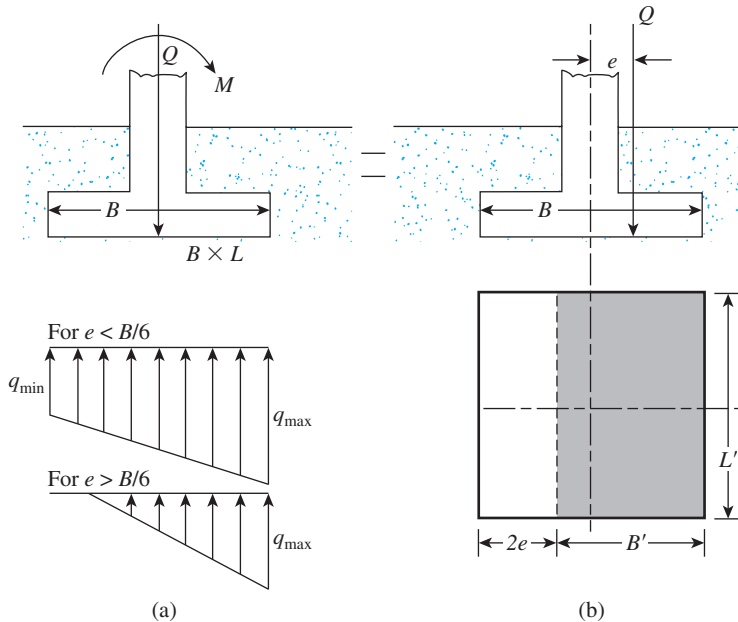 Q
M
B
B × L
For e < B/6
q_min
q_max
For e > B/6
q_max
(a)
=
Q
e
B
L′
2e
B′
(b)